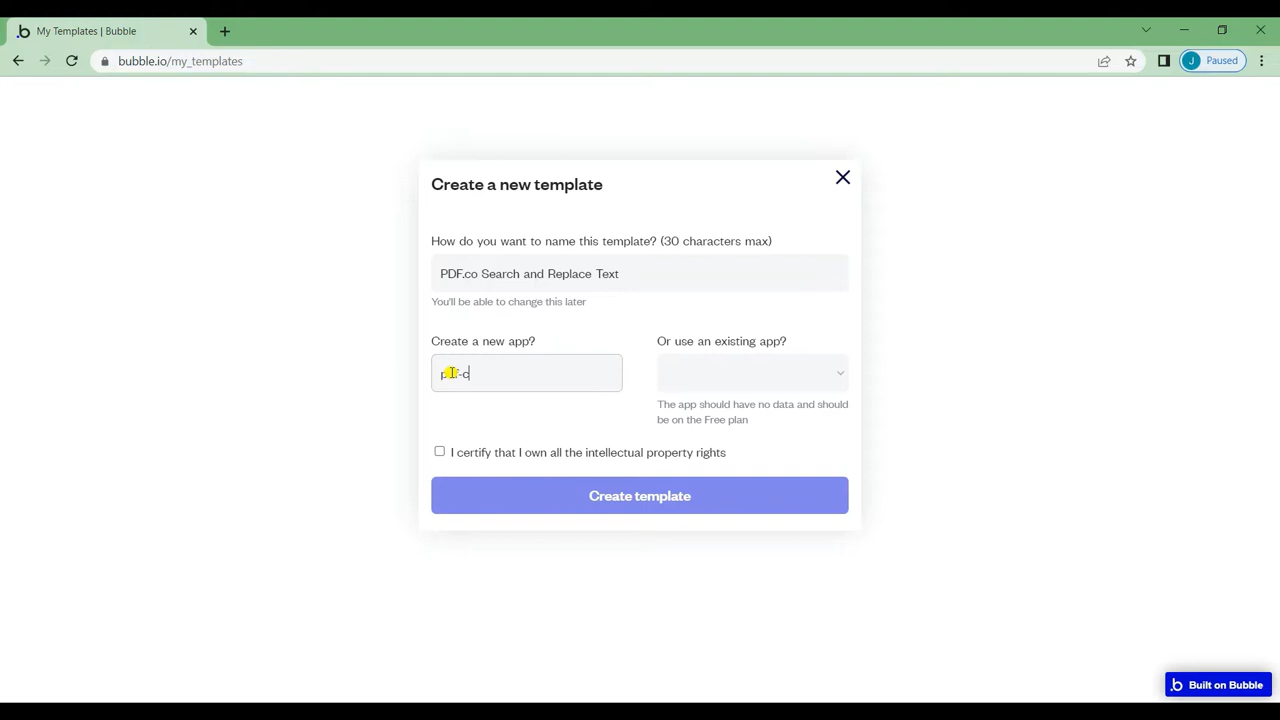 My Templates | Bubble
bubble.io/my_templates
J Paused
Create a new template
How do you want to name this template? (30 characters max)
PDF.co Search and Replace Text
You'll be able to change this later
Create a new app?
Or use an existing app?
The app should have no data and should
be on the Free plan
I certify that I own all the intellectual property rights
Create template
Built on Bubble